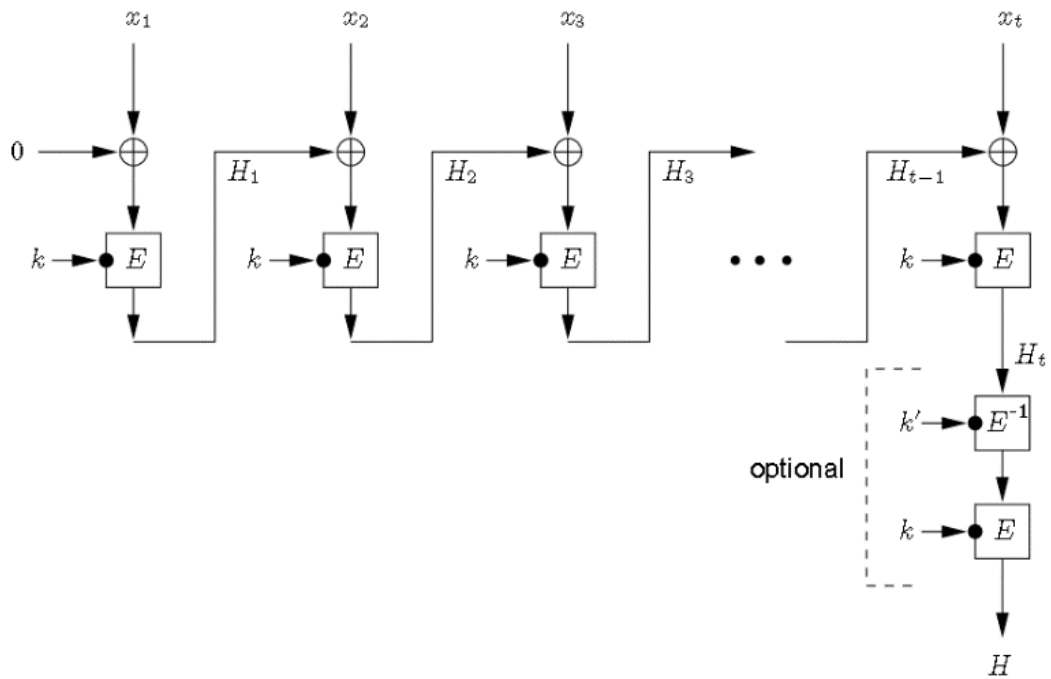 x₁ x₂ x₃ xₜ
0
H₁ H₂ H₃ Hₜ₋₁
k E k E k E • • • k E
Hₜ
k′ E⁻¹
optional
k E
H